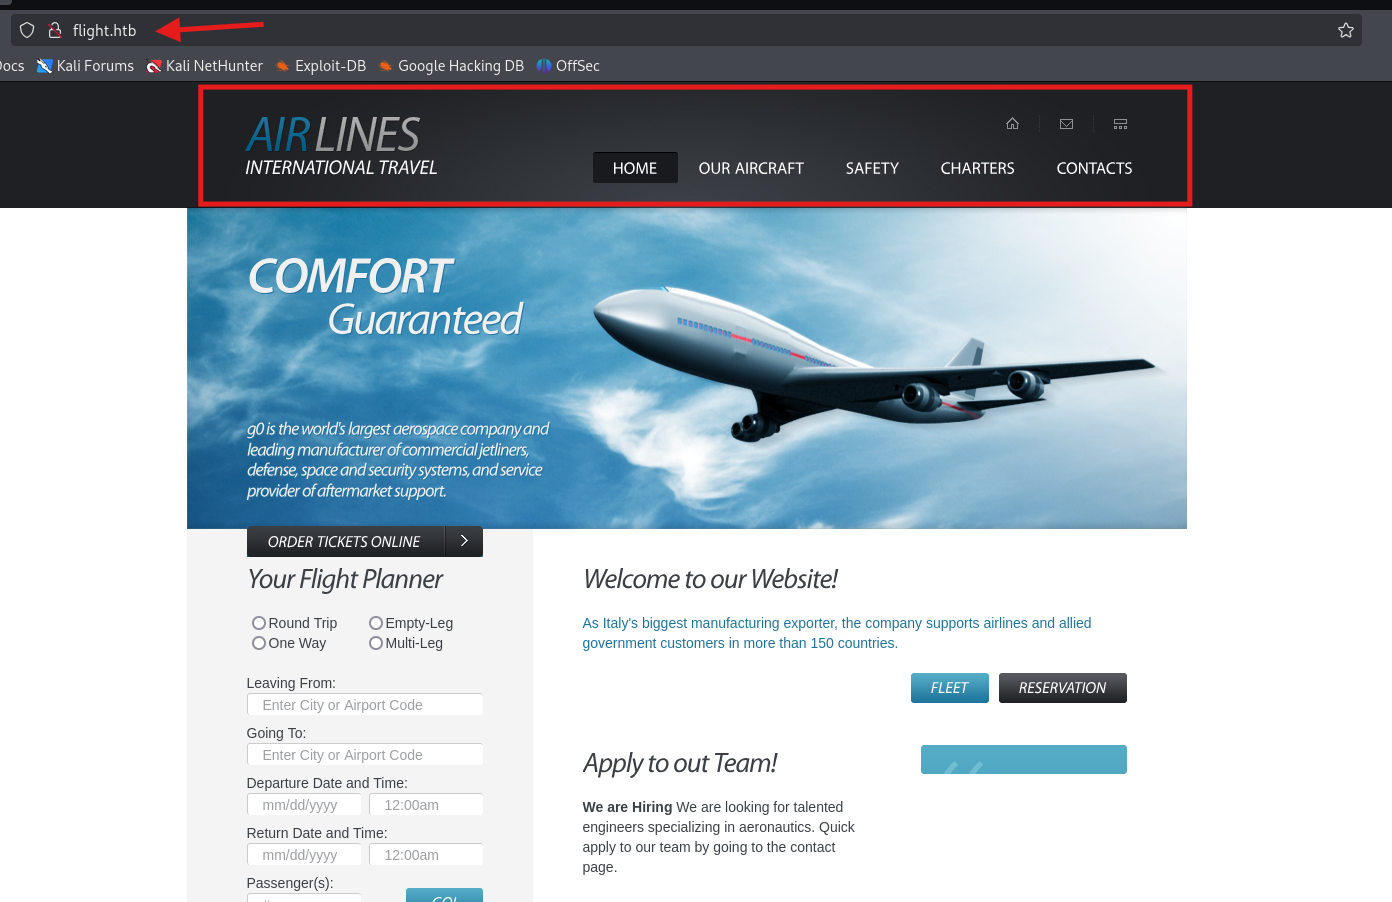 flight.htb
Docs Kali Forums Kali NetHunter Exploit-DB Google Hacking DB OffSec
AIRLINES
INTERNATIONAL TRAVEL
HOME OUR AIRCRAFT SAFETY CHARTERS CONTACTS
COMFORT
Guaranteed
g0 is the world's largest aerospace company and
leading manufacturer of commercial jetliners,
defense, space and security systems, and service
provider of aftermarket support.
ORDER TICKETS ONLINE
Your Flight Planner
Round Trip Empty-Leg
One Way Multi-Leg
Leaving From:
Enter City or Airport Code
Going To:
Enter City or Airport Code
Departure Date and Time:
mm/dd/yyyy 12:00am
Return Date and Time:
mm/dd/yyyy 12:00am
Passenger(s):
GO!
Welcome to our Website!
As Italy's biggest manufacturing exporter, the company supports airlines and allied
government customers in more than 150 countries.
FLEET RESERVATION
Apply to out Team!
We are Hiring We are looking for talented
engineers specializing in aeronautics. Quick
apply to our team by going to the contact
page.